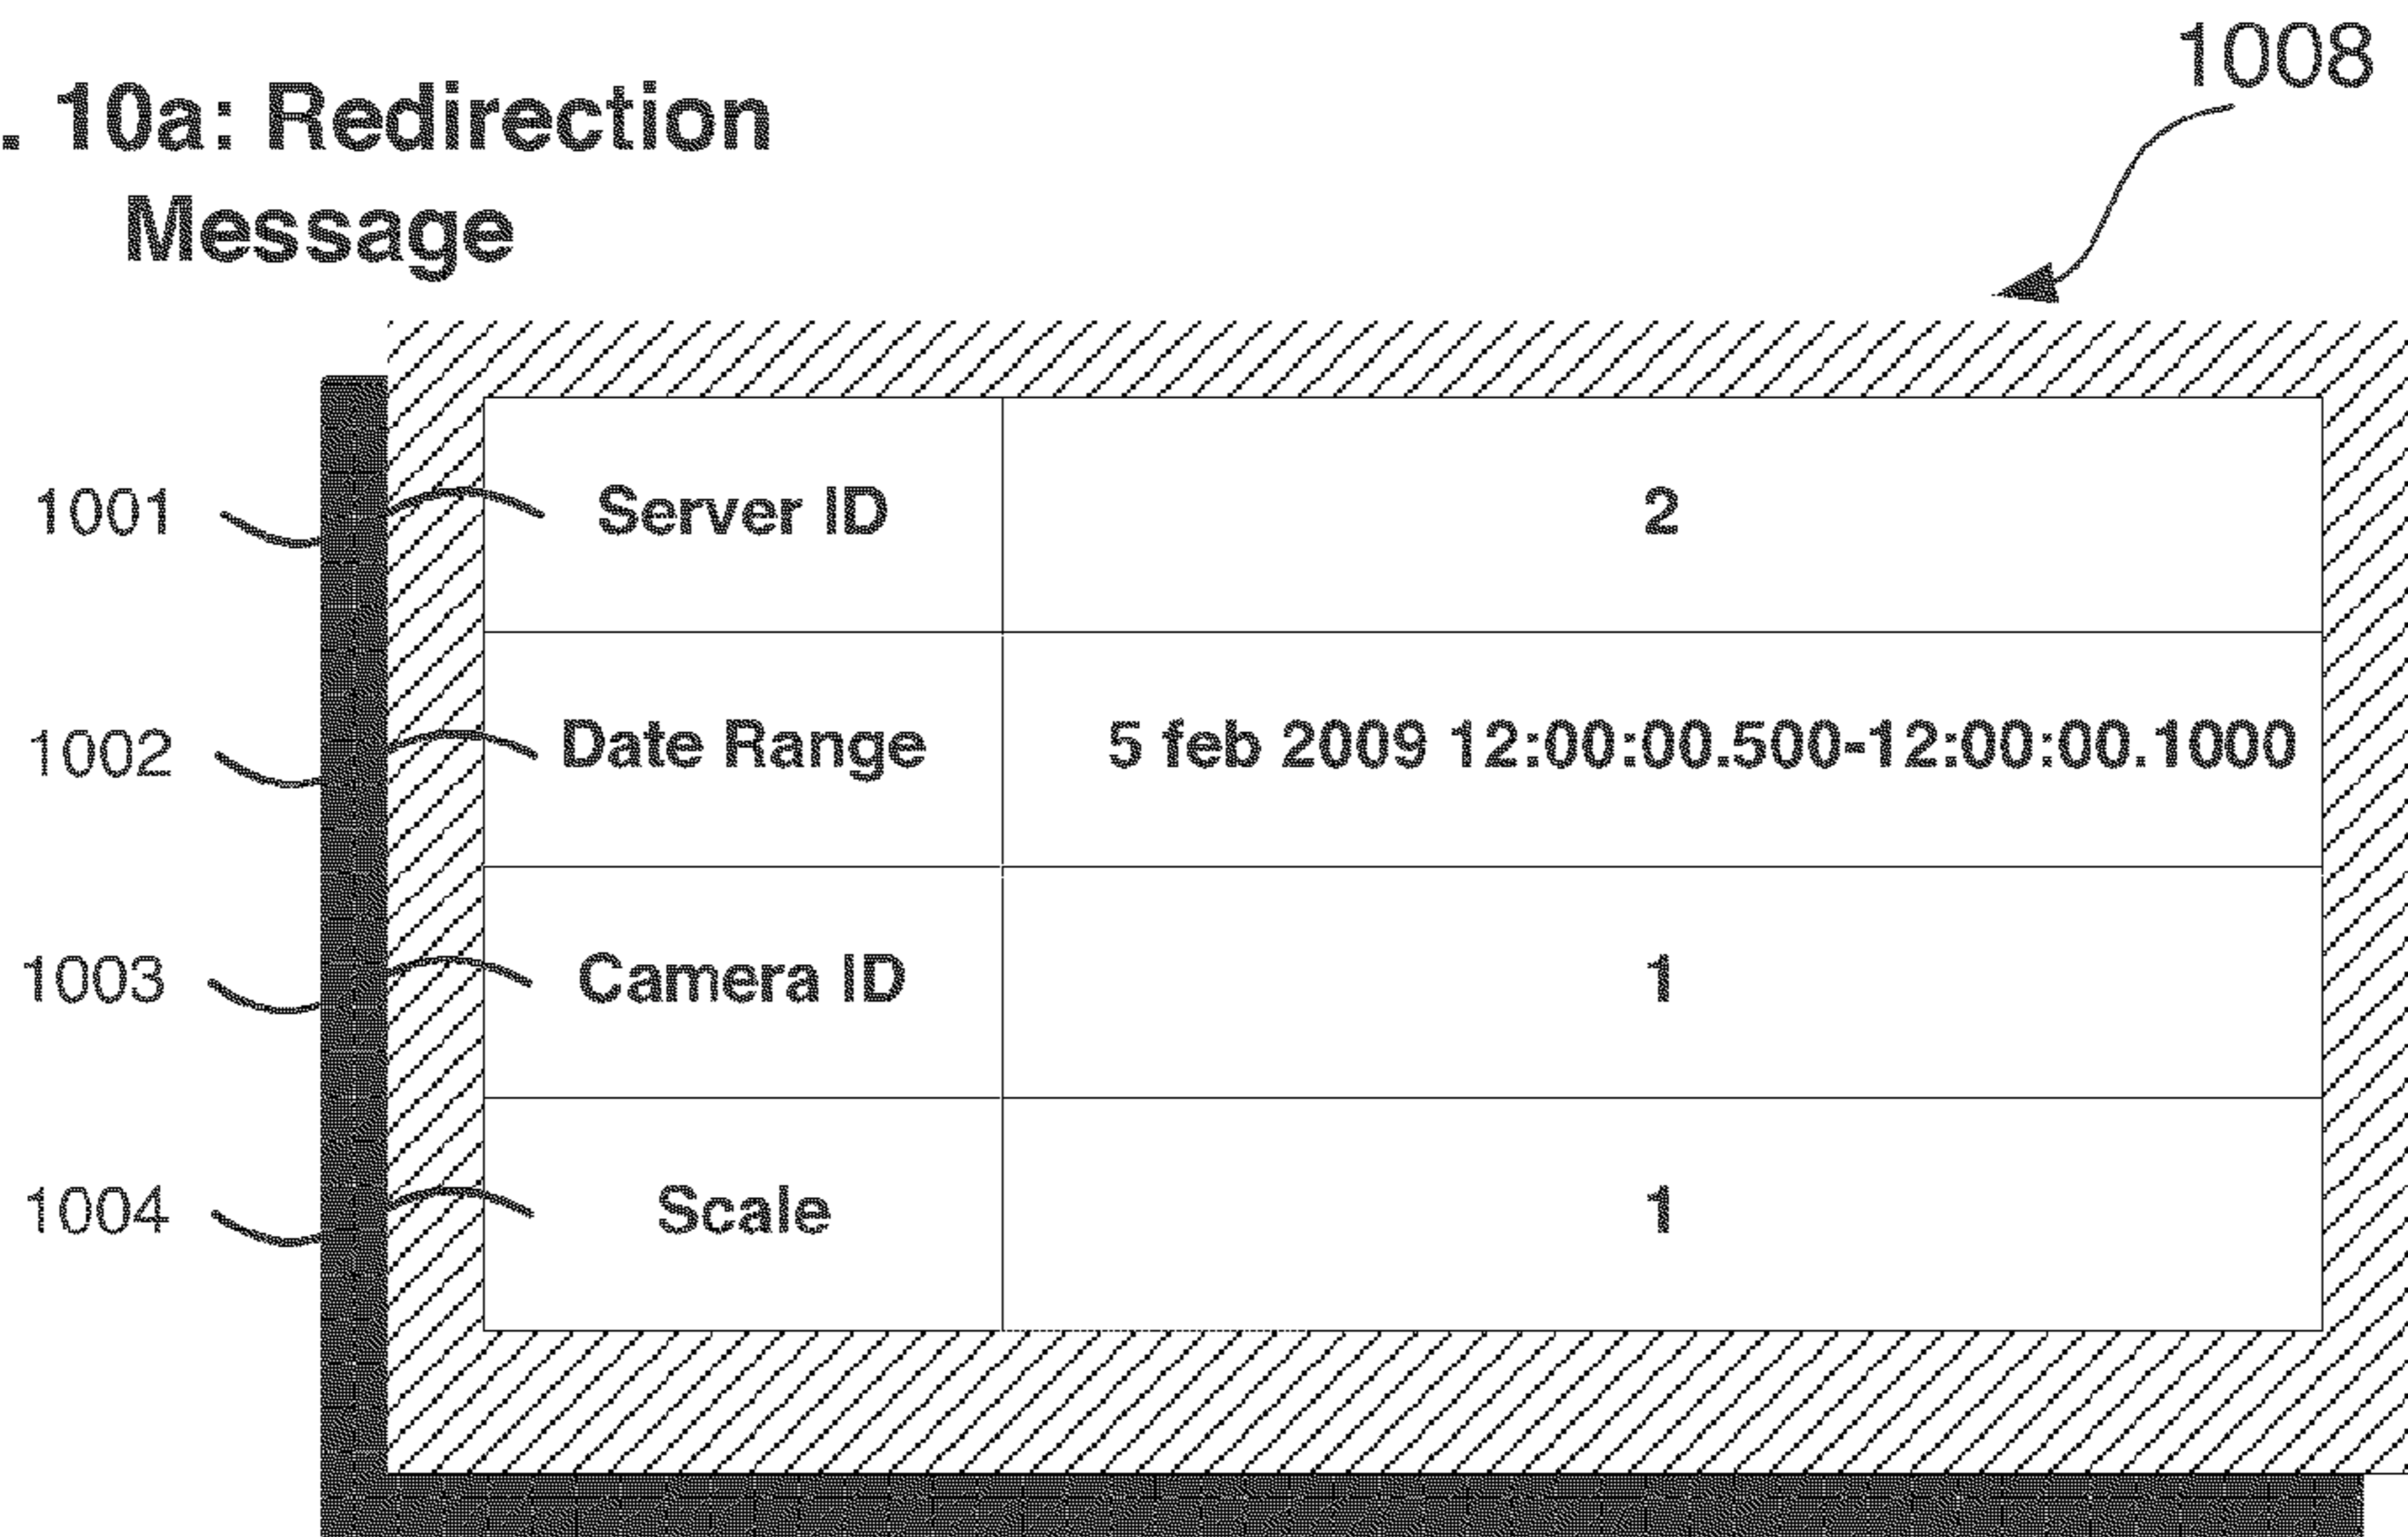 1008
. 10a: Redirection
Message
1001 Server ID 2
1002 Date Range 5 feb 2009 12:00:00.500-12:00:00.1000
1003 Camera ID 1
1004 Scale 1